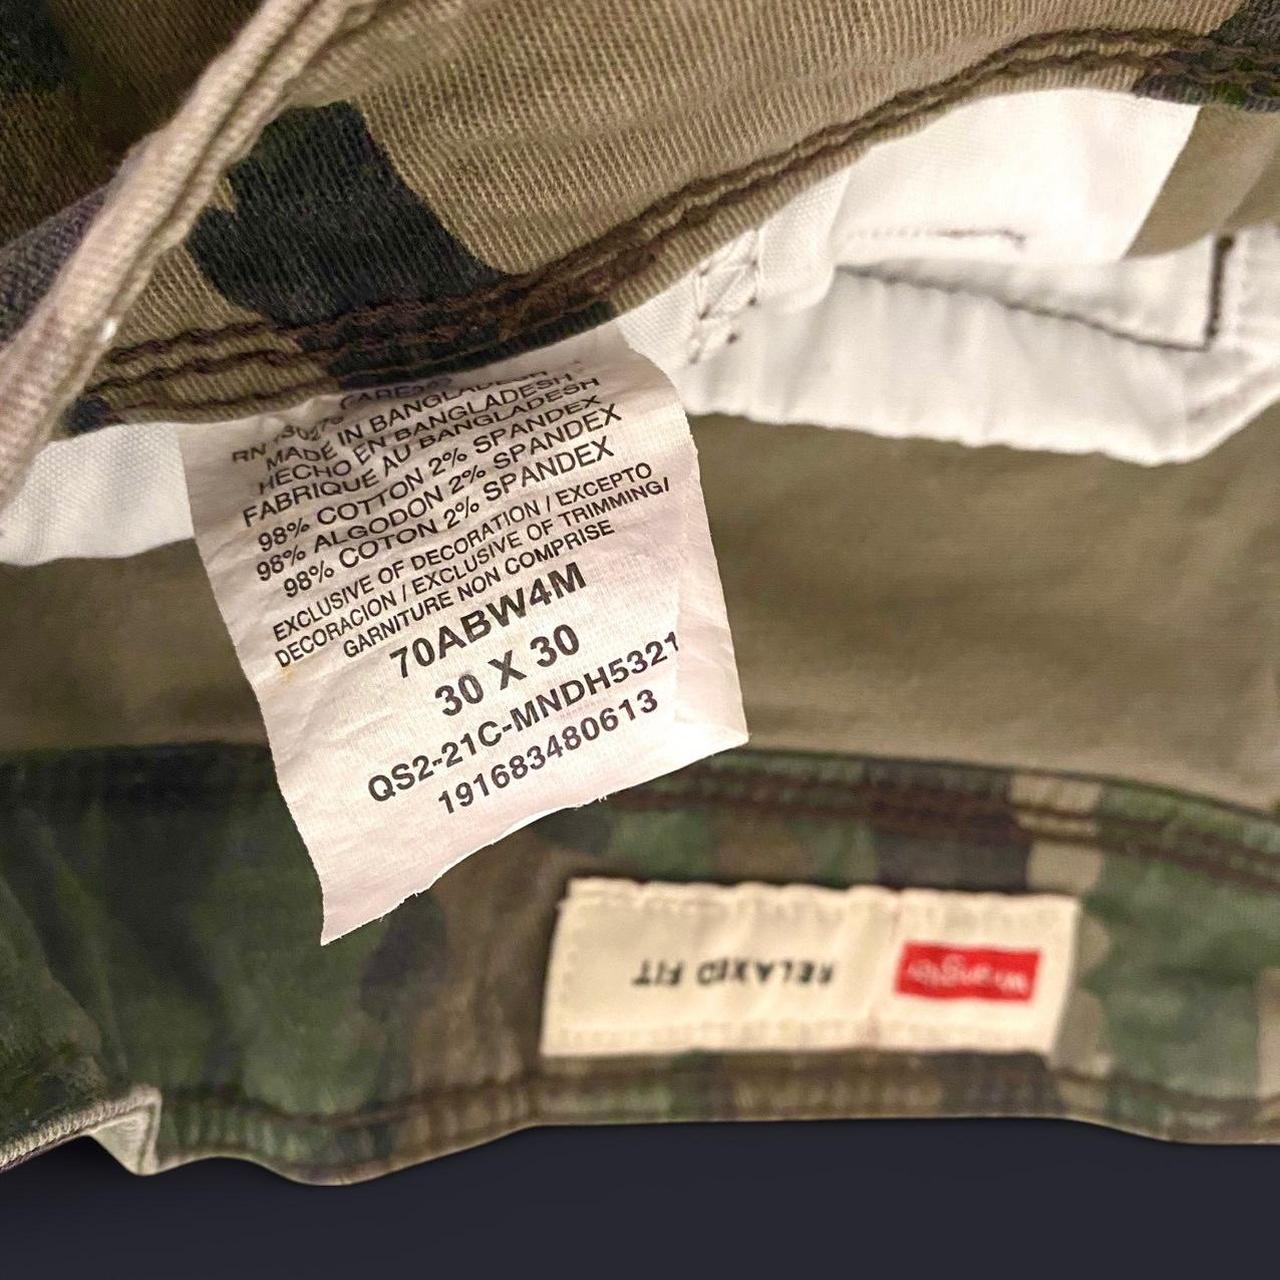 RN 130273
MADE IN BANGLADESH
HECHO EN BANGLADESH
FABRIQUE AU BANGLADESH
98% COTTON 2% SPANDEX
98% ALGODON 2% SPANDEX
98% COTON 2% SPANDEX
EXCLUSIVE OF DECORATION / EXCEPTO
DECORACION / EXCLUSIVE OF TRIMMING/
GARNITURE NON COMPRISE
70ABW4M
30 X 30
QS2-21C-MNDH5321
191683480613
Wrangler
RELAXED FIT